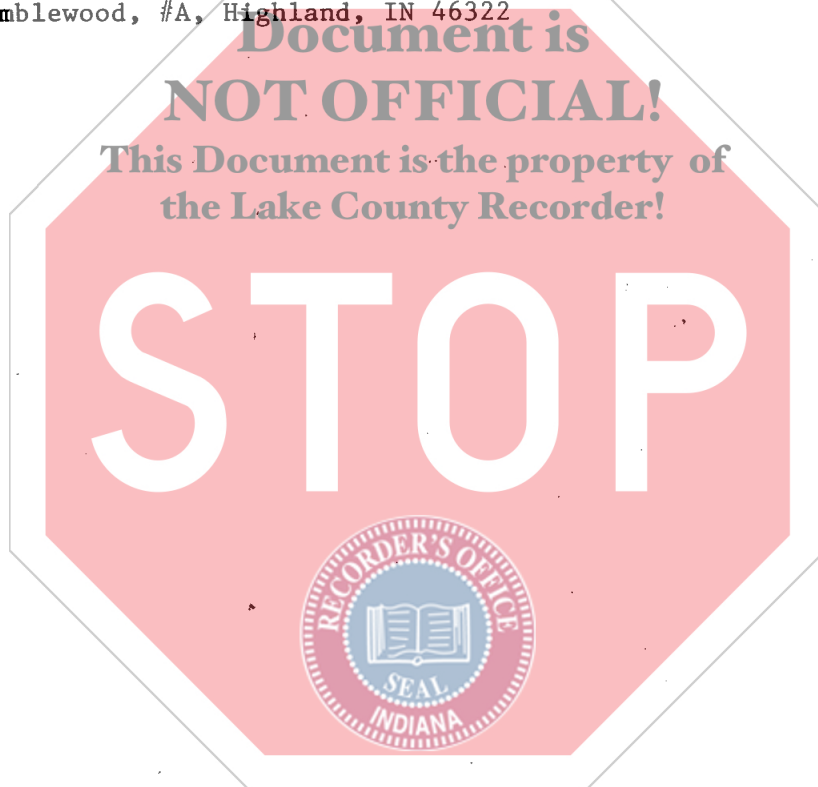 mblewood, #A, Highland, IN 46322
Document is
NOT OFFICIAL!
This Document is the property of
the Lake County Recorder!
STOP
RECORDER'S OFFICE
SEAL
INDIANA